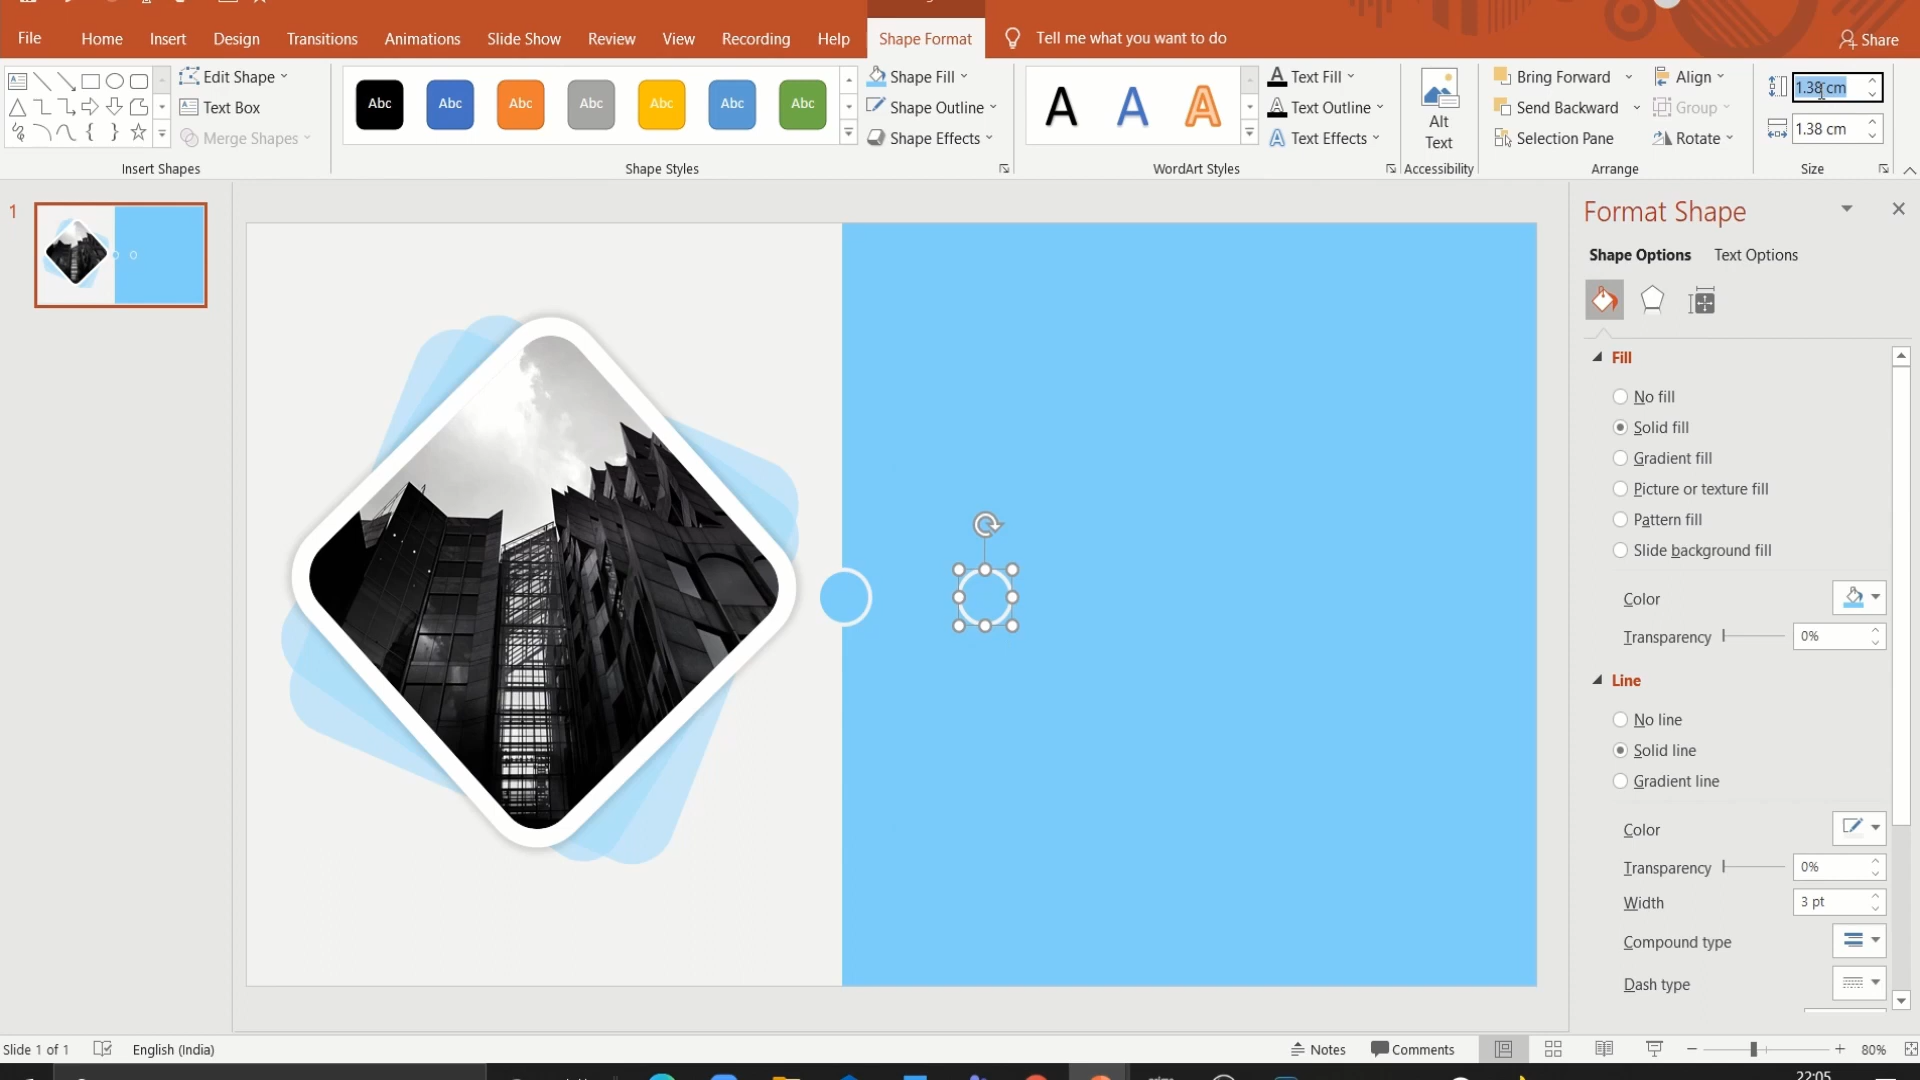 File
Home
Insert
Design
Transitions
Animations
Slide Show
Review
View
Recording
Help
Shape Format
Tell me what you want to do
Share
Edit Shape
Text Box
Merge Shapes
Insert Shapes
Abc
Abc
Abc
Abc
Abc
Abc
Abc
Shape Fill
Shape Outline
Shape Effects
Shape Styles
A
A
A
Text Fill
Text Outline
Text Effects
WordArt Styles
Alt
Text
Accessibility
Bring Forward
Send Backward
Selection Pane
Align
Group
Rotate
Arrange
1.38 cm
1.38 cm
Size
1
Format Shape
Shape Options
Text Options
Fill
No fill
Solid fill
Gradient fill
Picture or texture fill
Pattern fill
Slide background fill
Color
Transparency
0%
Line
No line
Solid line
Gradient line
Color
Transparency
0%
Width
3 pt
Compound type
Dash type
Slide 1 of 1
English (India)
Notes
Comments
80%
22:05